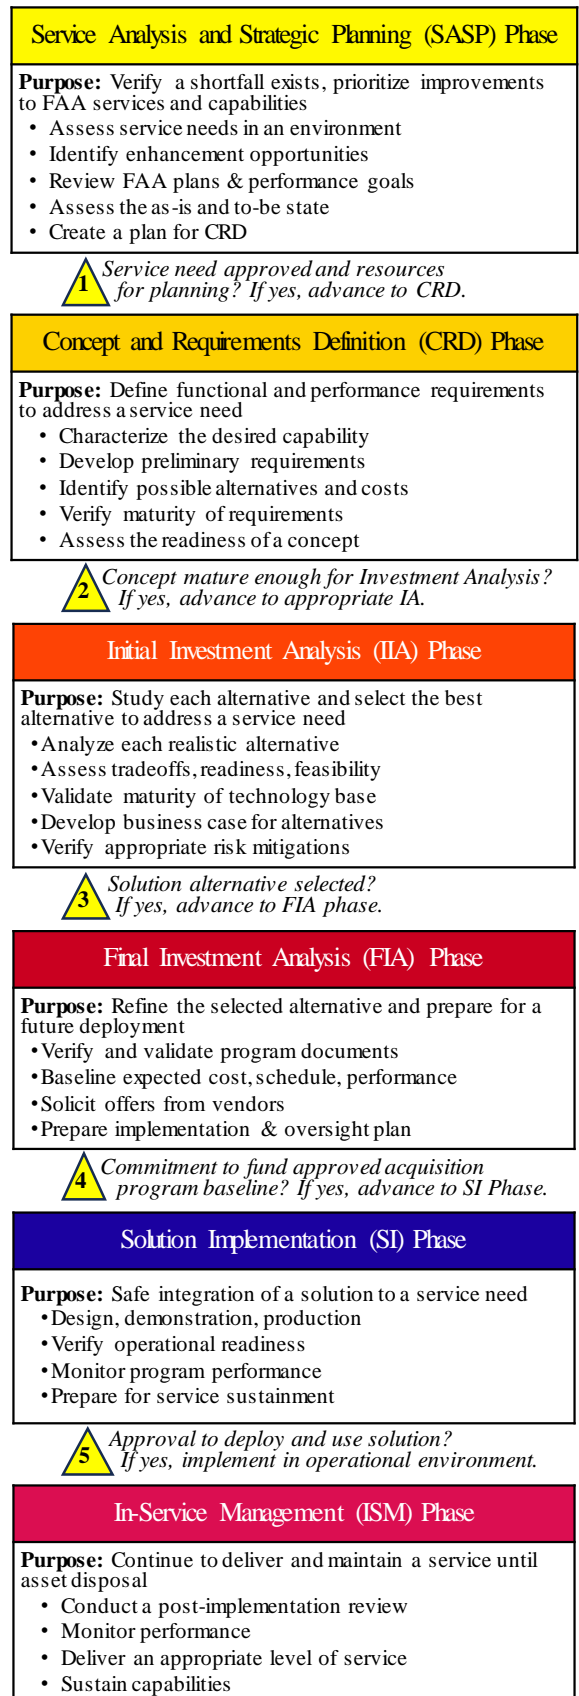 Service Analysis and Strategic Planning (SASP) Phase
Purpose: Verify a shortfall exists, prioritize improvements
to FAA services and capabilities
• Assess service needs in an environment
• Identify enhancement opportunities
• Review FAA plans & performance goals
• Assess the as-is and to-be state
• Create a plan for CRD
1 Service need approved and resources
for planning? If yes, advance to CRD.
Concept and Requirements Definition (CRD) Phase
Purpose: Define functional and performance requirements
to address a service need
• Characterize the desired capability
• Develop preliminary requirements
• Identify possible alternatives and costs
• Verify maturity of requirements
• Assess the readiness of a concept
2 Concept mature enough for Investment Analysis?
If yes, advance to appropriate IA.
Initial Investment Analysis (IIA) Phase
Purpose: Study each alternative and select the best
alternative to address a service need
• Analyze each realistic alternative
• Assess tradeoffs, readiness, feasibility
• Validate maturity of technology base
• Develop business case for alternatives
• Verify appropriate risk mitigations
3 Solution alternative selected?
If yes, advance to FIA phase.
Final Investment Analysis (FIA) Phase
Purpose: Refine the selected alternative and prepare for a
future deployment
• Verify and validate program documents
• Baseline expected cost, schedule, performance
• Solicit offers from vendors
• Prepare implementation & oversight plan
4 Commitment to fund approved acquisition
program baseline? If yes, advance to SI Phase.
Solution Implementation (SI) Phase
Purpose: Safe integration of a solution to a service need
• Design, demonstration, production
• Verify operational readiness
• Monitor program performance
• Prepare for service sustainment
5 Approval to deploy and use solution?
If yes, implement in operational environment.
In-Service Management (ISM) Phase
Purpose: Continue to deliver and maintain a service until
asset disposal
• Conduct a post-implementation review
• Monitor performance
• Deliver an appropriate level of service
• Sustain capabilities